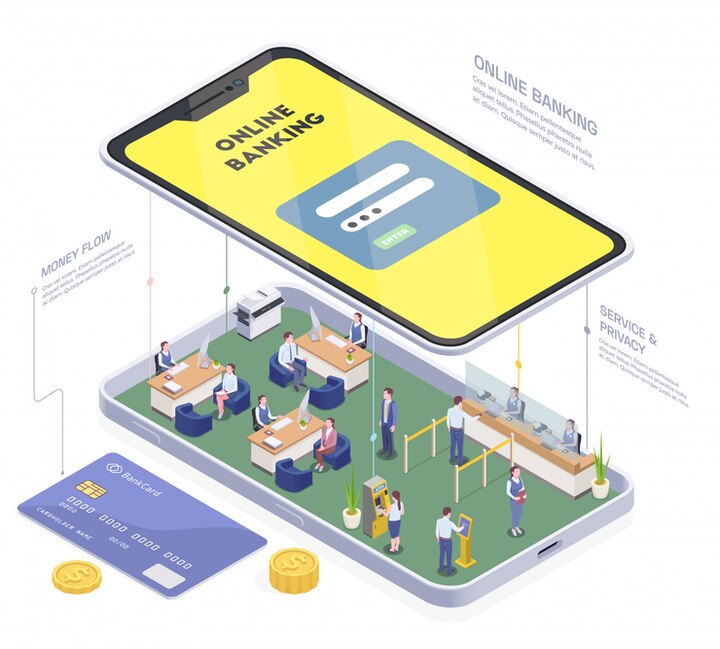 ONLINE BANKING
Cras vel lorem. Etiam pellentesque
aliquet tellus. Phasellus pharetra nulla
ac diam. Quisque semper justo at risus.
ONLINE
BANKING
ENTER
MONEY FLOW
Cras vel lorem. Etiam pellentesque
aliquet tellus. Phasellus pharetra nulla
ac diam. Quisque semper justo at risus.
SERVICE &
PRIVACY
Cras vel lorem. Etiam pellentesque
aliquet tellus. Phasellus pharetra nulla
ac diam. Quisque semper justo at risus.
BankCard
0000 0000 0000 0000
0000
00/00
CARDHOLDER NAME
$
$